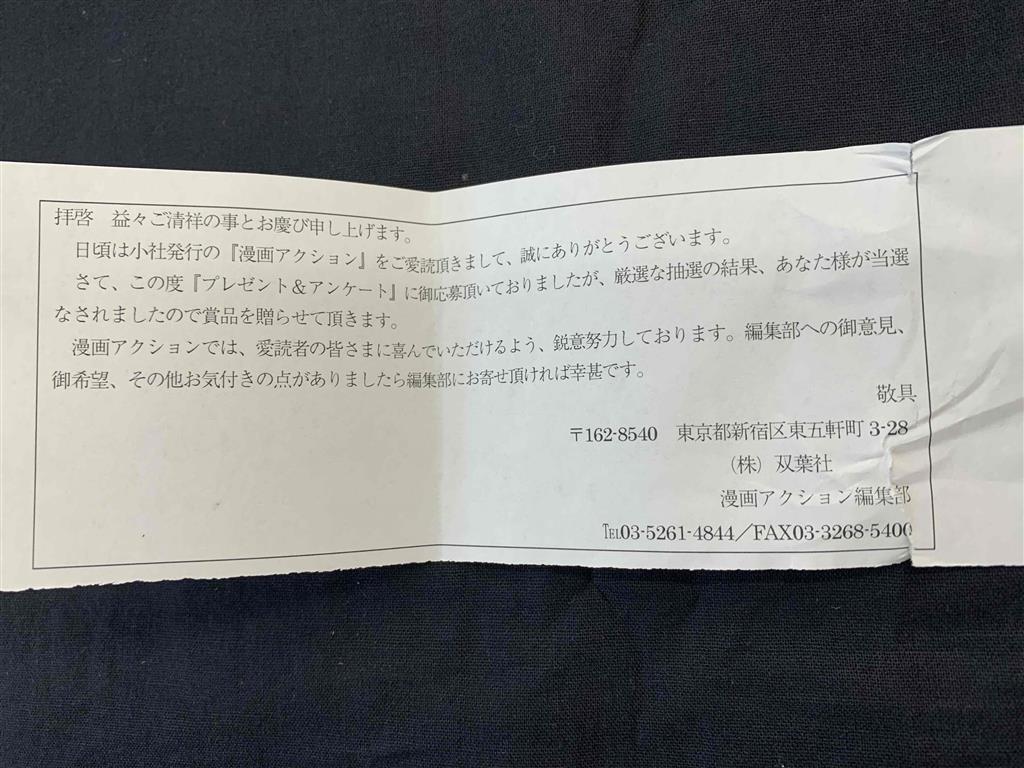 拝啓　益々ご清祥の事とお慶び申し上げます。
日頃は小社発行の『漫画アクション』をご愛読頂きまして、誠にありがとうございます。
さて、この度『プレゼント＆アンケート』に御応募頂いておりましたが、厳選な抽選の結果、あなた様が当選
なされましたので賞品を贈らせて頂きます。
漫画アクションでは、愛読者の皆さまに喜んでいただけるよう、鋭意努力しております。編集部への御意見、
御希望、その他お気付きの点がありましたら編集部にお寄せ頂ければ幸甚です。
敬具
〒162-8540　東京都新宿区東五軒町 3-28
（株）双葉社
漫画アクション編集部
TEL03-5261-4844／FAX03-3268-5400